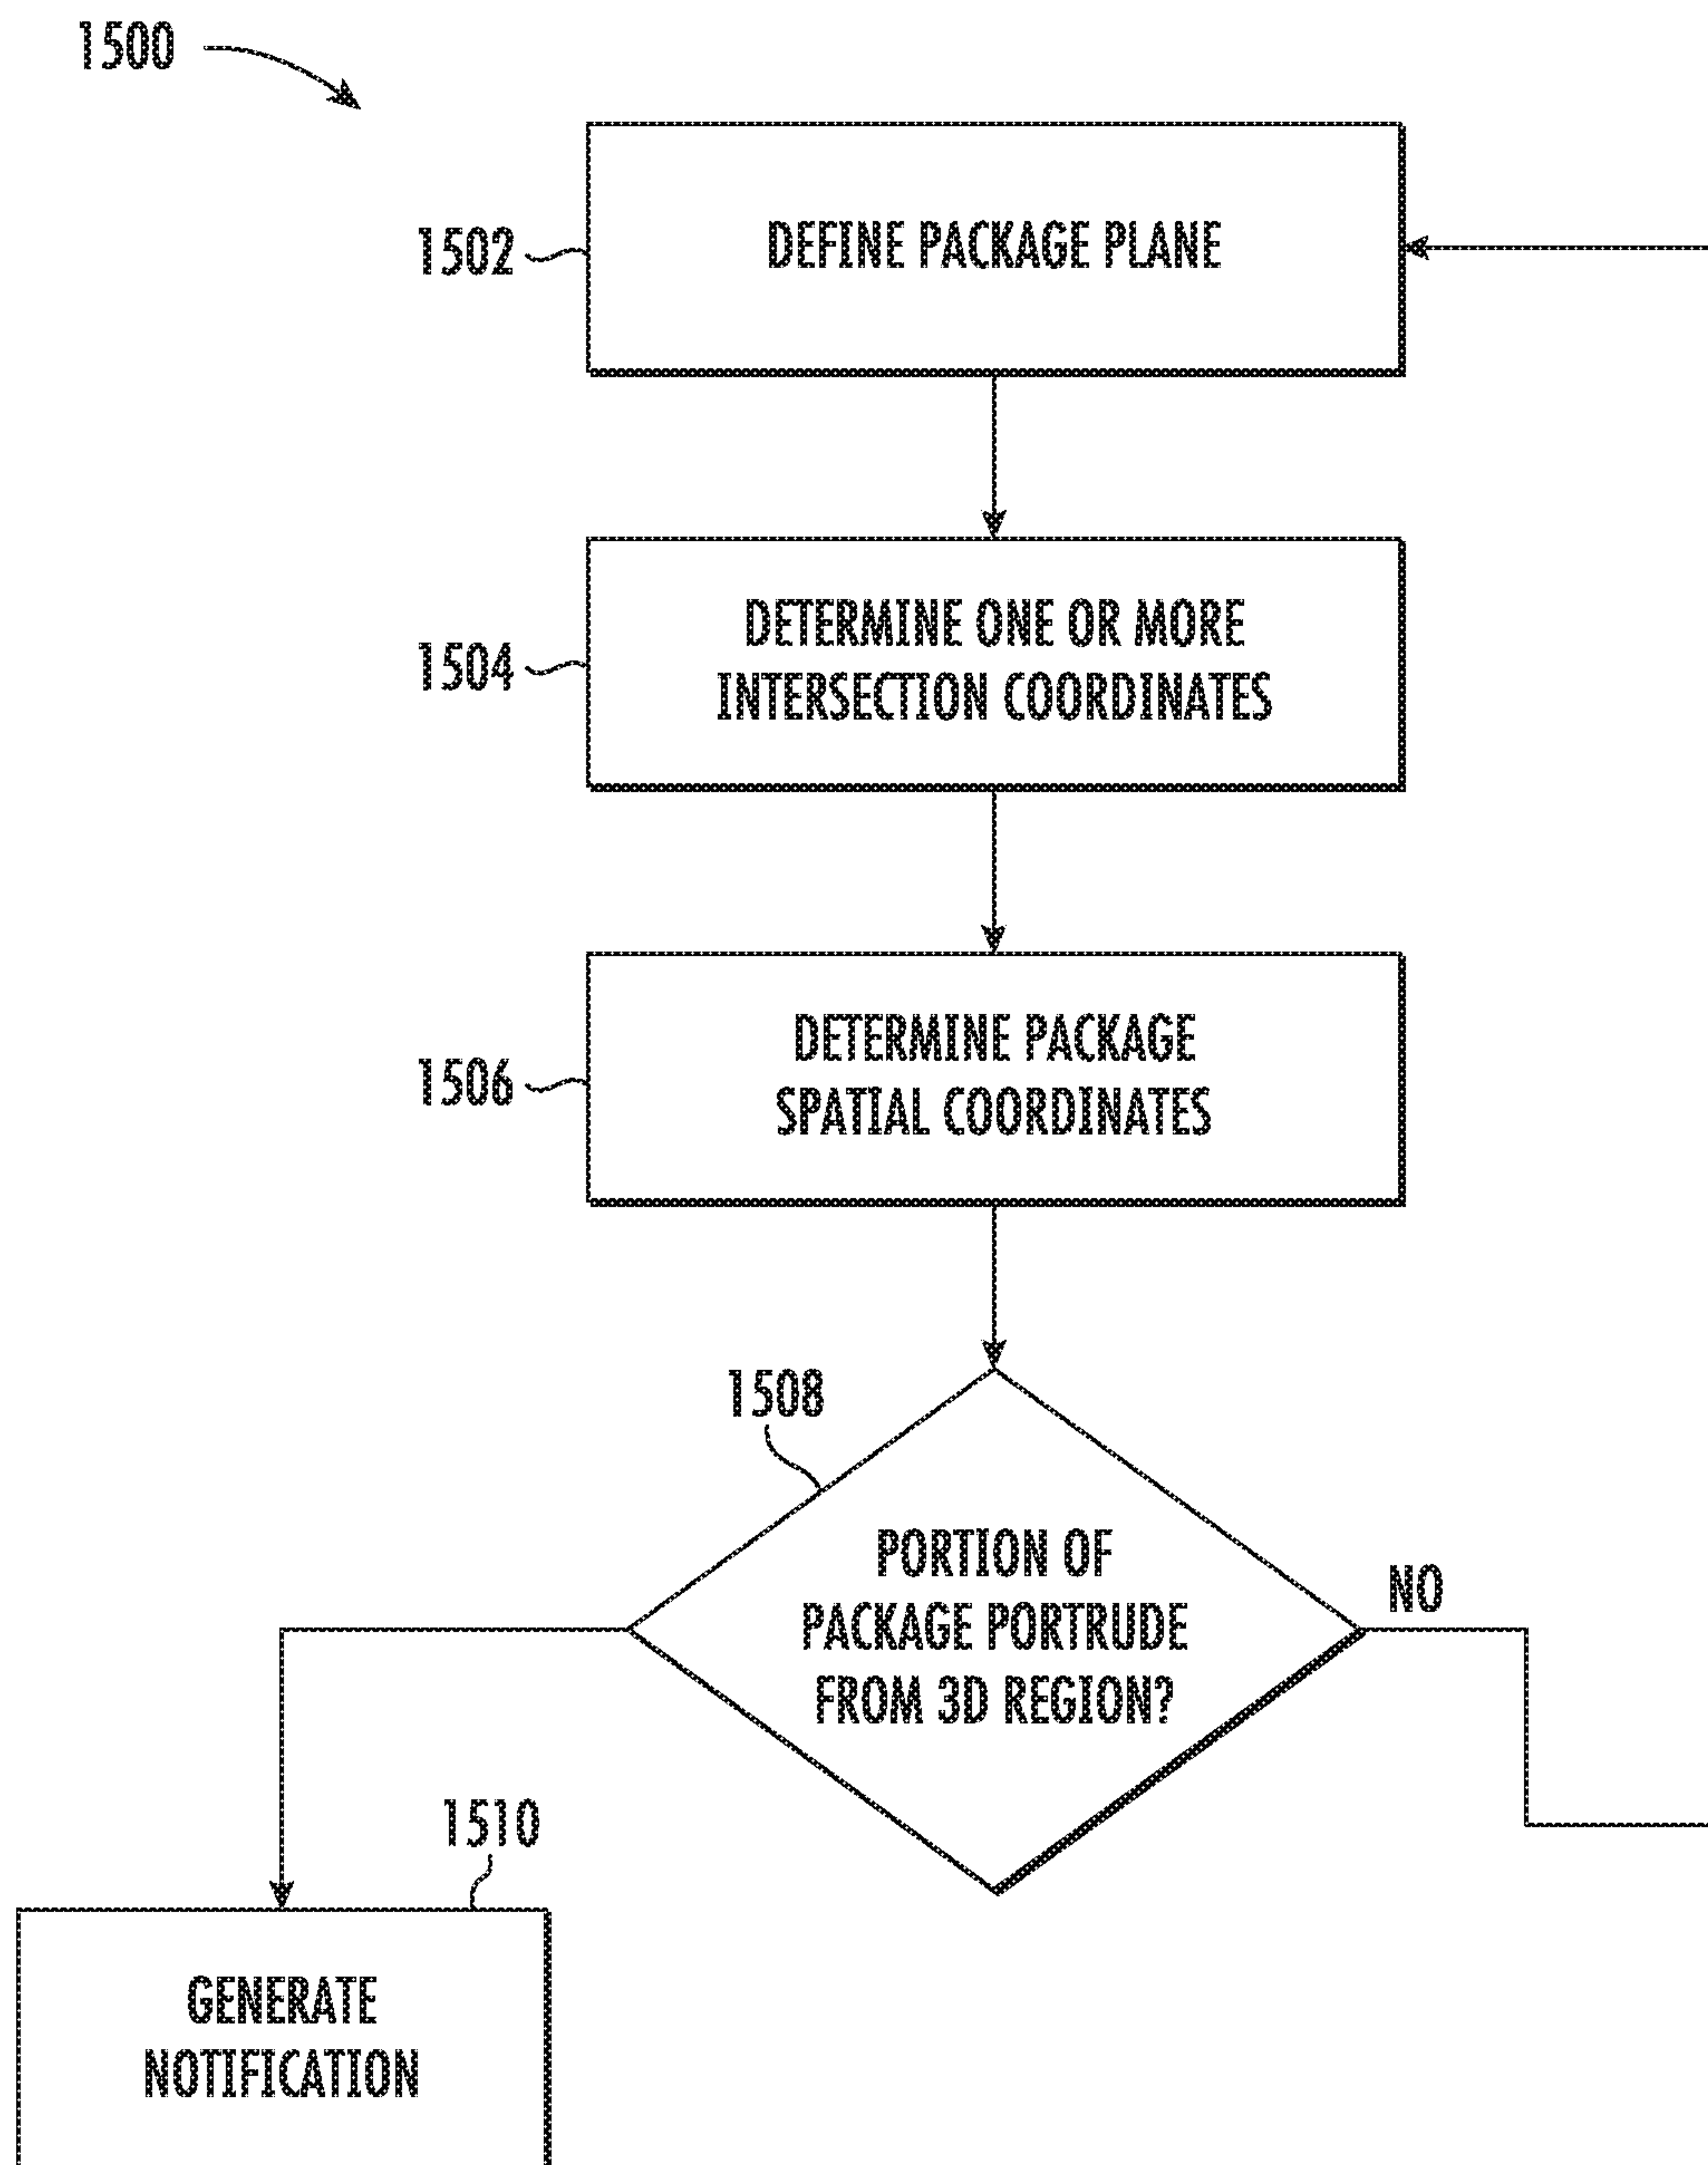 1500
1502
DEFINE PACKAGE PLANE
1504
DETERMINE ONE OR MORE
INTERSECTION COORDINATES
1506
DETERMINE PACKAGE
SPATIAL COORDINATES
1508
PORTION OF
PACKAGE PORTRUDE
FROM 3D REGION?
NO
1510
GENERATE
NOTIFICATION